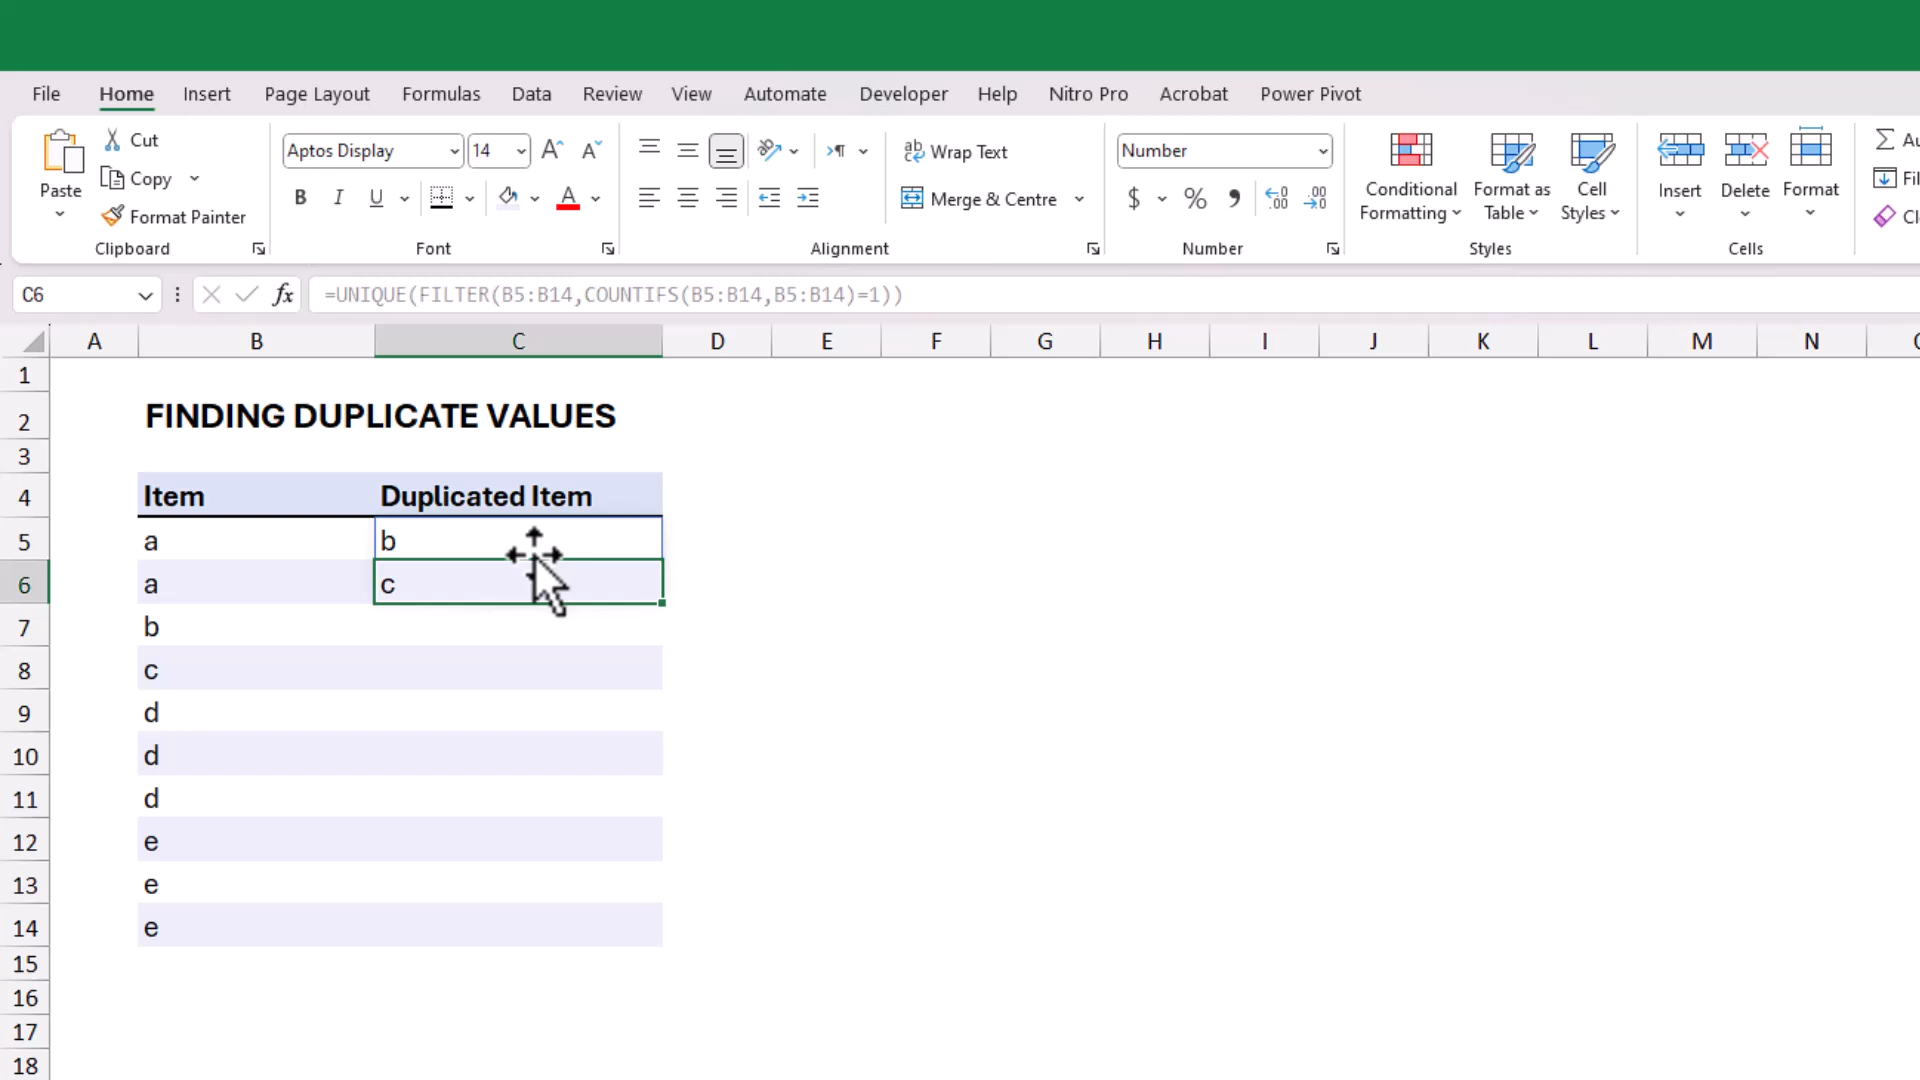 File Home Insert Page Layout Formulas Data Review View Automate Developer Help Nitro Pro Acrobat Power Pivot
Paste Cut Copy Format Painter
Clipboard
Aptos Display 14
B I U A
Font
Wrap Text
Merge & Centre
Alignment
Number
$ % 9
Number
Conditional Formatting
Format as Table
Cell Styles
Styles
Insert Delete Format
Cells
C6 fx =UNIQUE(FILTER(B5:B14,COUNTIFS(B5:B14,B5:B14)=1))
A B C D E F G H I J K L M N
1
2 FINDING DUPLICATE VALUES
3
4 Item Duplicated Item
5 a b
6 a c
7 b
8 c
9 d
10 d
11 d
12 e
13 e
14 e
15
16
17
18